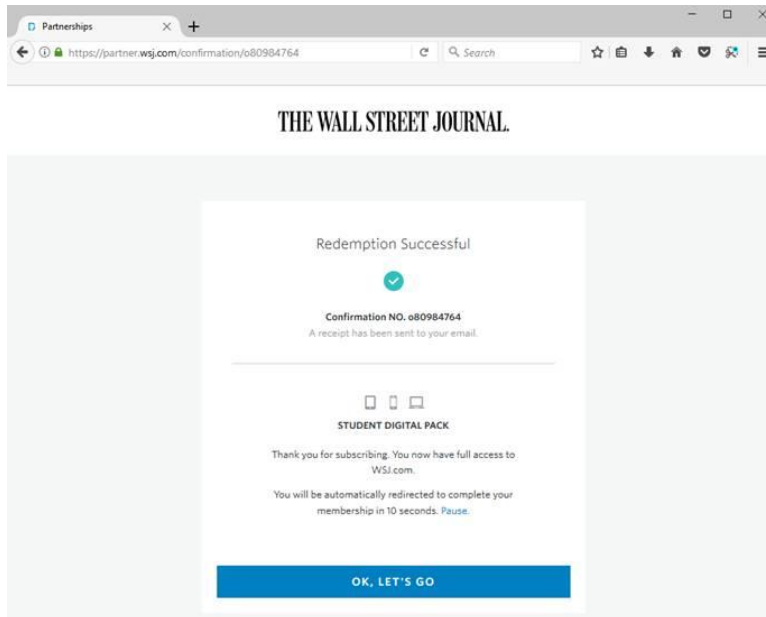 Partnerships
https://partner.wsj.com/confirmation/o80984764
Search
THE WALL STREET JOURNAL.
Redemption Successful
Confirmation NO. o80984764
A receipt has been sent to your email.
STUDENT DIGITAL PACK
Thank you for subscribing. You now have full access to
WSJ.com.
You will be automatically redirected to complete your
membership in 10 seconds. Pause.
OK, LET'S GO